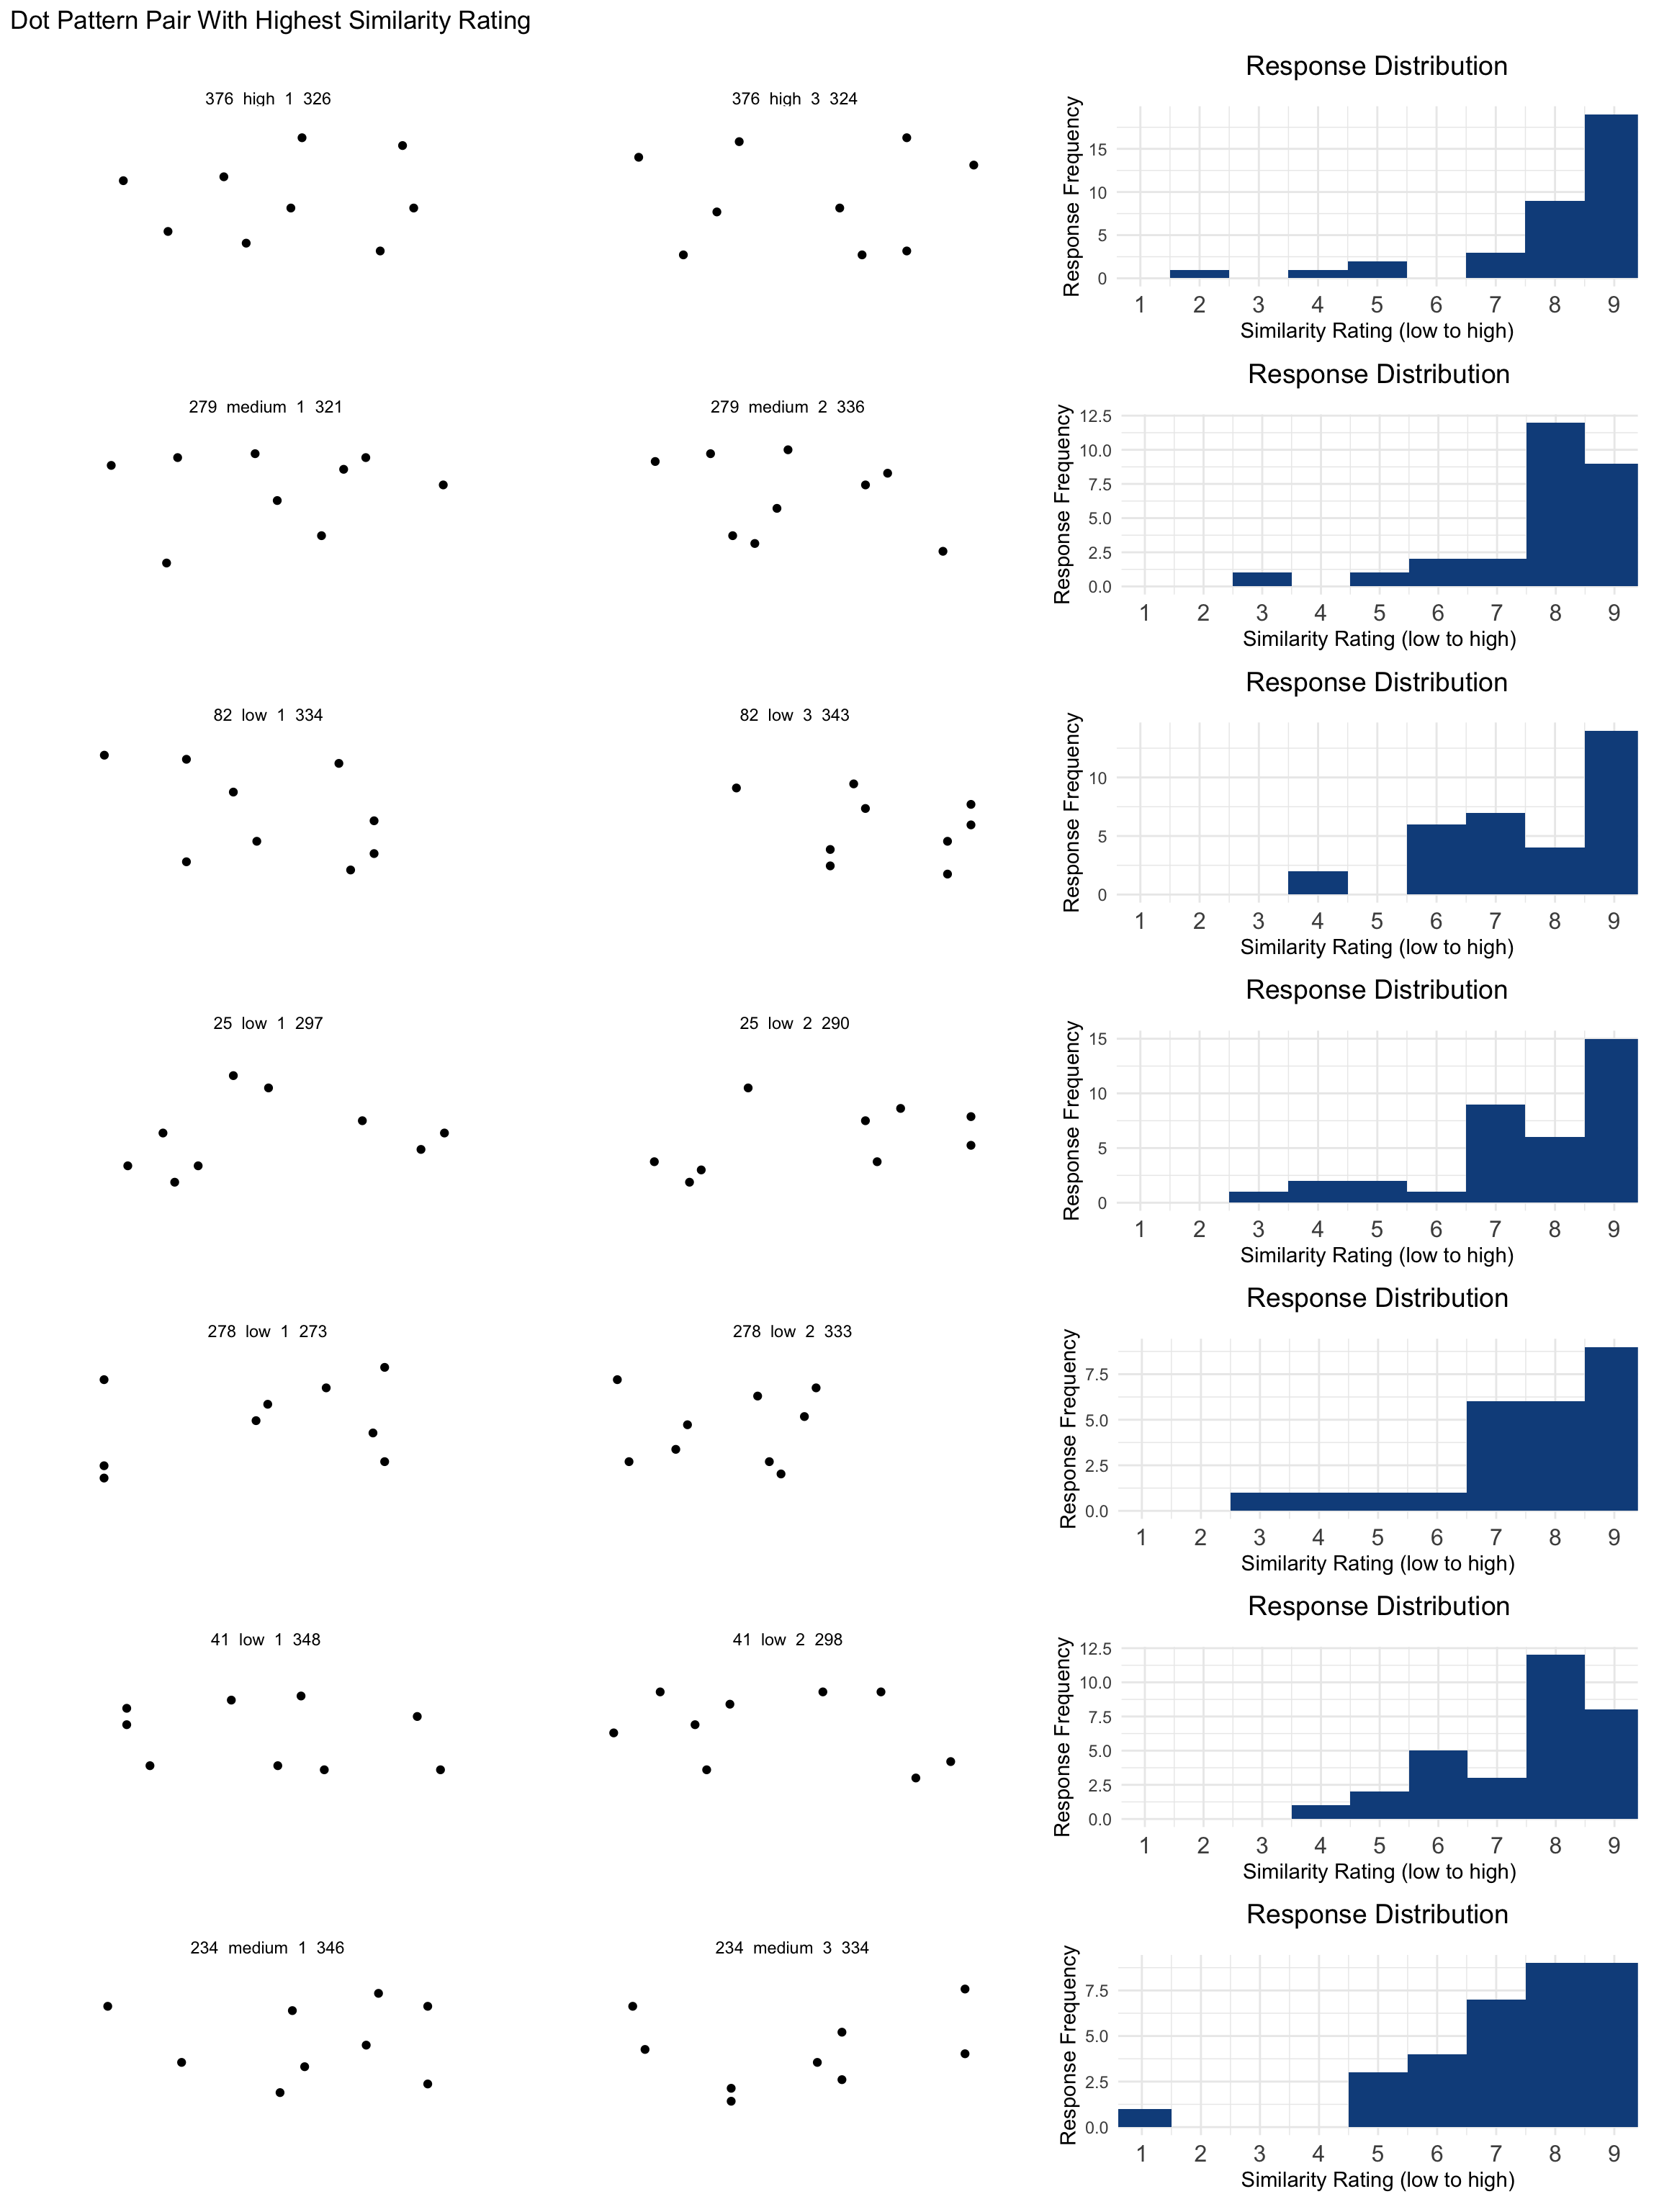 Dot Pattern Pair With Highest Similarity Rating
376 high 1 326
376 high 3 324
Response Distribution
Response Frequency
15
10
5
0
1 2 3 4 5 6 7 8 9
Similarity Rating (low to high)
279 medium 1 321
279 medium 2 336
Response Distribution
Response Frequency
12.5
10.0
7.5
5.0
2.5
0.0
1 2 3 4 5 6 7 8 9
Similarity Rating (low to high)
82 low 1 334
82 low 3 343
Response Distribution
Response Frequency
10
5
0
1 2 3 4 5 6 7 8 9
Similarity Rating (low to high)
25 low 1 297
25 low 2 290
Response Distribution
Response Frequency
15
10
5
0
1 2 3 4 5 6 7 8 9
Similarity Rating (low to high)
278 low 1 273
278 low 2 333
Response Distribution
Response Frequency
7.5
5.0
2.5
0.0
1 2 3 4 5 6 7 8 9
Similarity Rating (low to high)
41 low 1 348
41 low 2 298
Response Distribution
Response Frequency
12.5
10.0
7.5
5.0
2.5
0.0
1 2 3 4 5 6 7 8 9
Similarity Rating (low to high)
234 medium 1 346
234 medium 3 334
Response Distribution
Response Frequency
7.5
5.0
2.5
0.0
1 2 3 4 5 6 7 8 9
Similarity Rating (low to high)